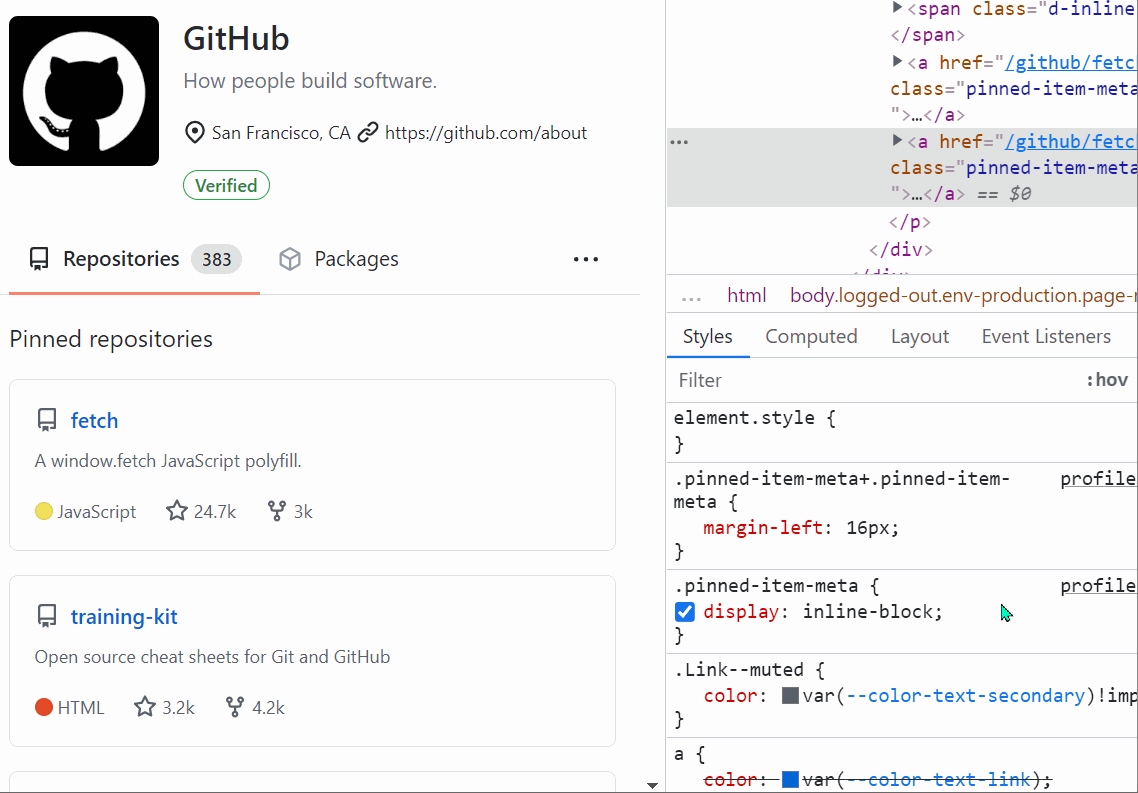 GitHub
How people build software.
San Francisco, CA https://github.com/about
Verified
Repositories 383 Packages ...
Pinned repositories
fetch
A window.fetch JavaScript polyfill.
JavaScript 24.7k 3k
training-kit
Open source cheat sheets for Git and GitHub
HTML 3.2k 4.2k
<span class="d-inline
</span>
<a href="/github/fetc
class="pinned-item-meta
">…</a>
... <a href="/github/fetc
class="pinned-item-meta
">…</a> == $0
</p>
</div>
</div>
... html body.logged-out.env-production.page-
Styles Computed Layout Event Listeners
Filter :hov
element.style {
}
.pinned-item-meta+.pinned-item- profile
meta {
margin-left: 16px;
}
.pinned-item-meta { profile
display: inline-block;
}
.Link--muted {
color: var(--color-text-secondary)!imp
}
a {
color: var(--color-text-link);